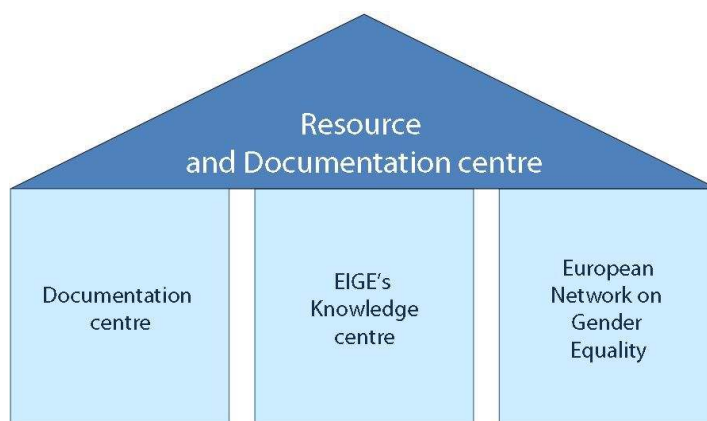 Resource
and Documentation centre
Documentation
centre
EIGE‘s
Knowledge
centre
European
Network on
Gender
Equality